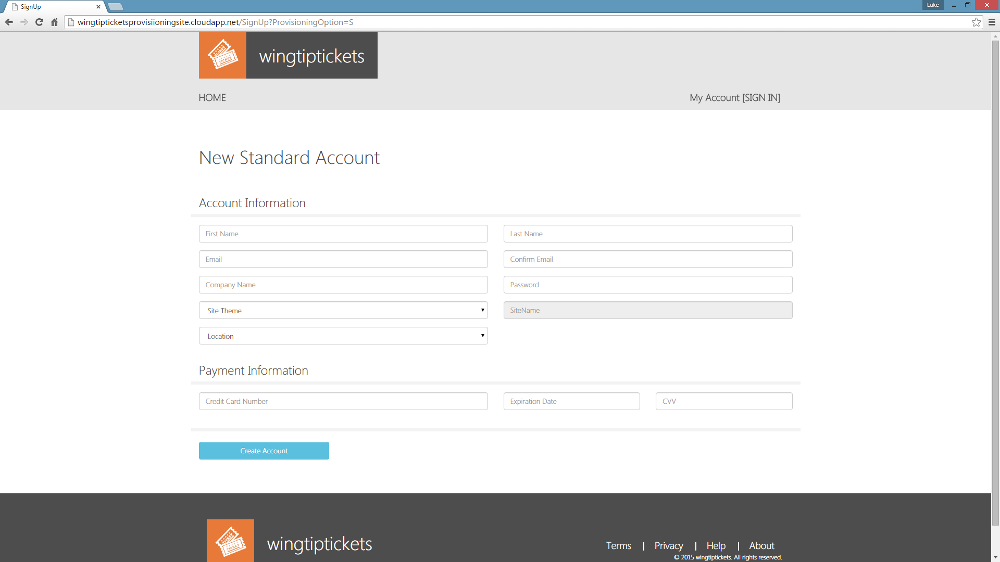 SignUp
Luke
wingtipticketsprovisiioningsite.cloudapp.net/SignUp?ProvisioningOption=S
TICKET
wingtiptickets
HOME
My Account [SIGN IN]
New Standard Account
Account Information
First Name
Last Name
Email
Confirm Email
Company Name
Password
Site Theme
SiteName
Location
Payment Information
Credit Card Number
Expiration Date
CVV
Create Account
TICKET
wingtiptickets
Terms | Privacy | Help | About
© 2015 wingtiptickets. All rights reserved.